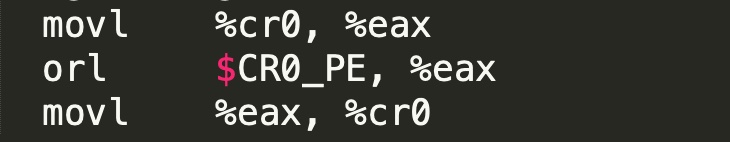 movl %cr0, %eax
orl $CR0_PE, %eax
movl %eax, %cr0